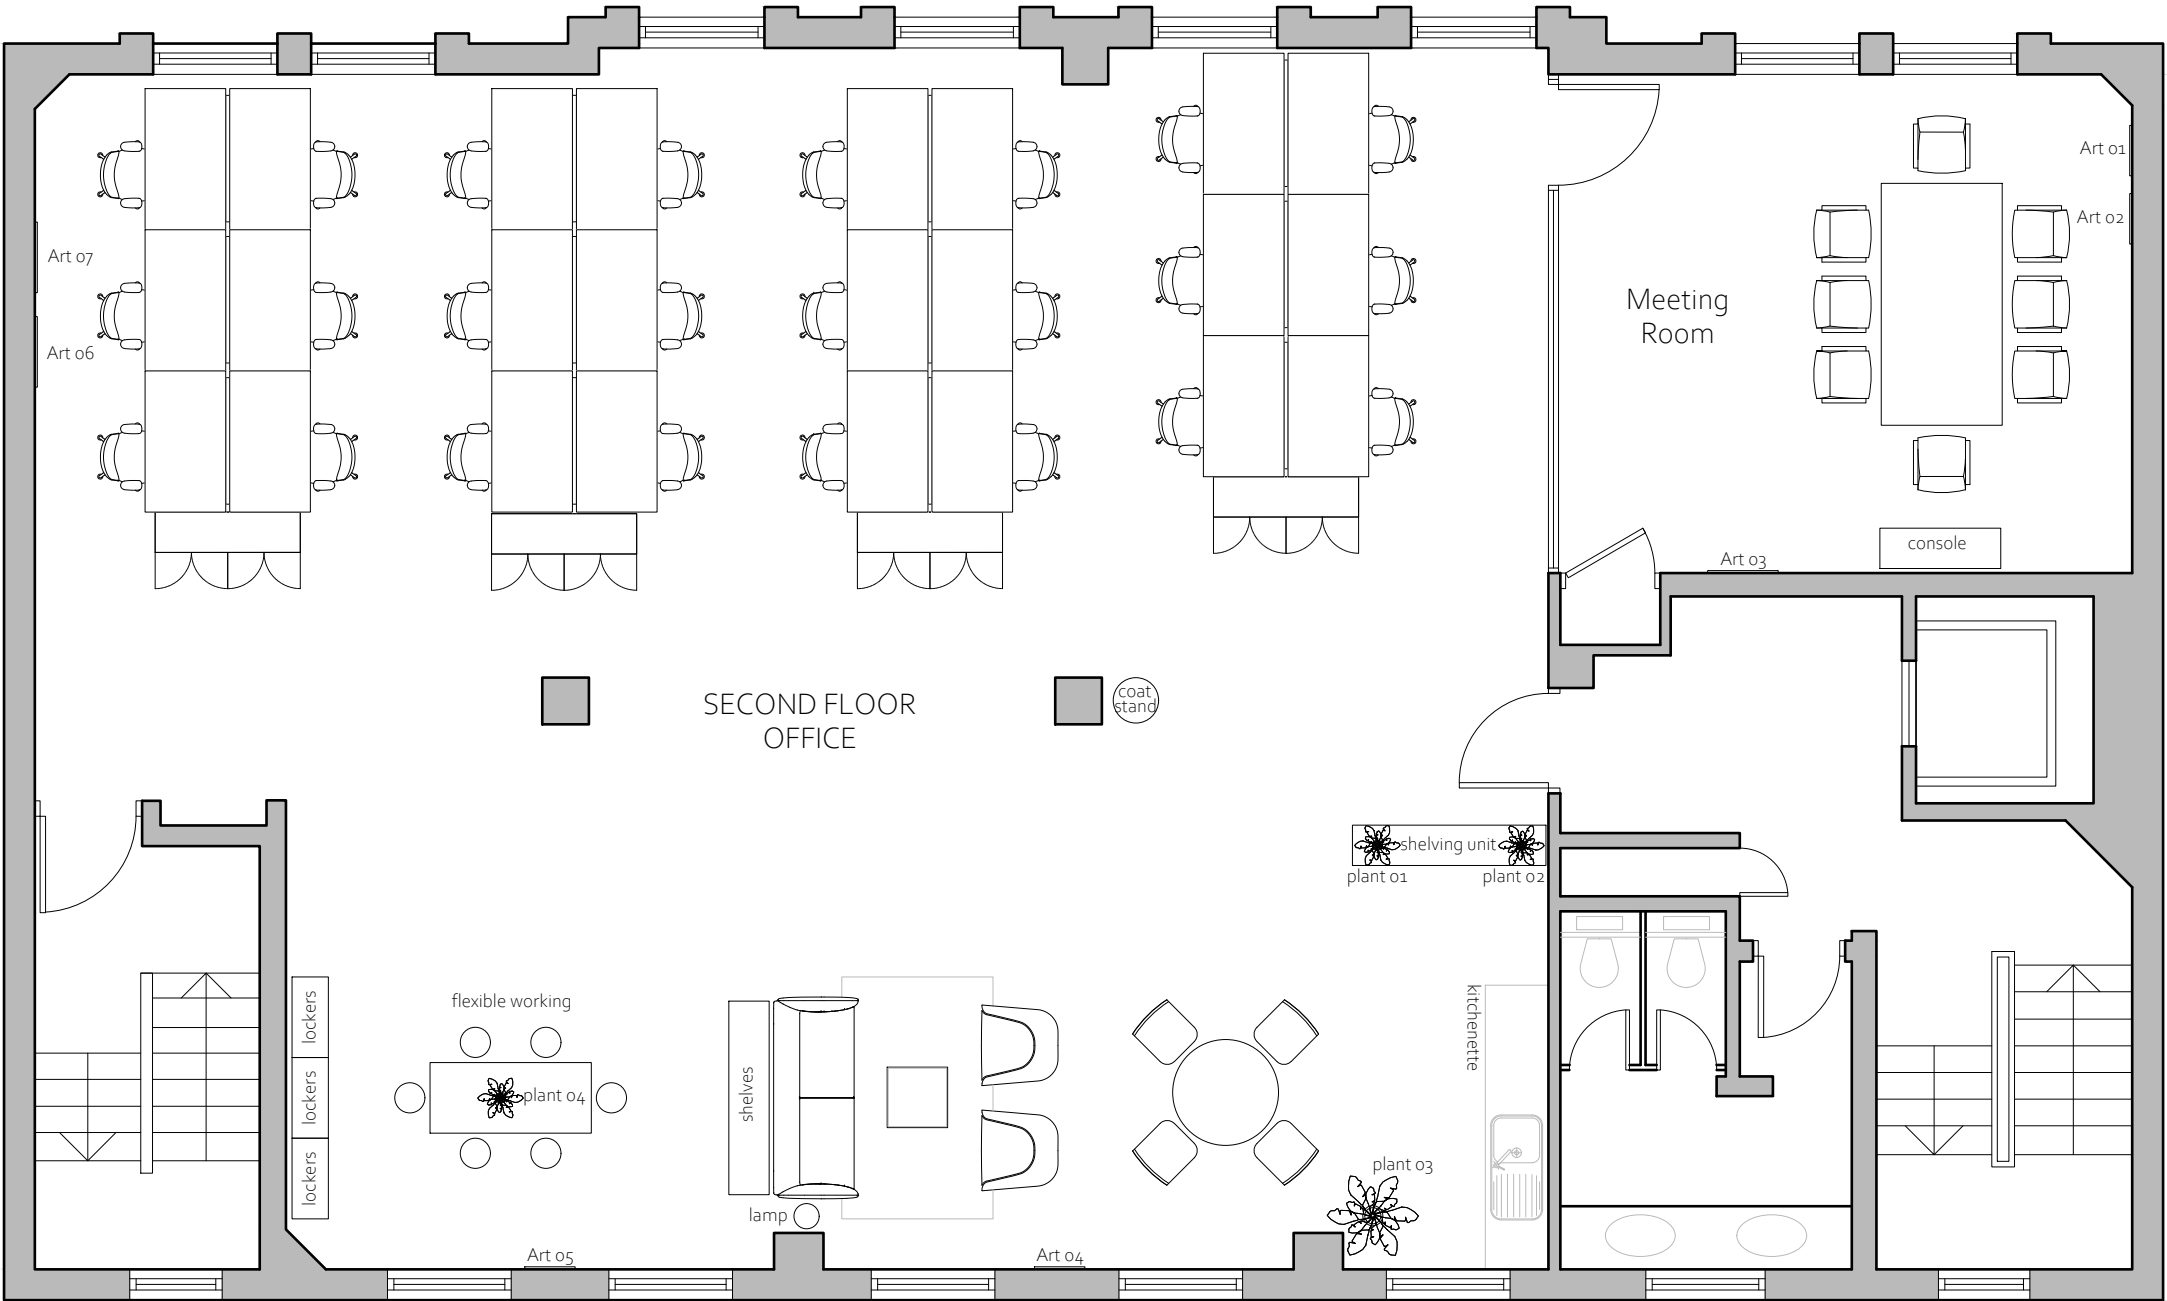 Art 01
Art 02
Art 07
Art 06
Meeting
Room
console
Art 03
SECOND FLOOR
OFFICE
coat
stand
shelving unit
plant 01
plant 02
kitchenette
flexible working
lockers
lockers
lockers
plant 04
shelves
plant 03
lamp
Art 05
Art 04